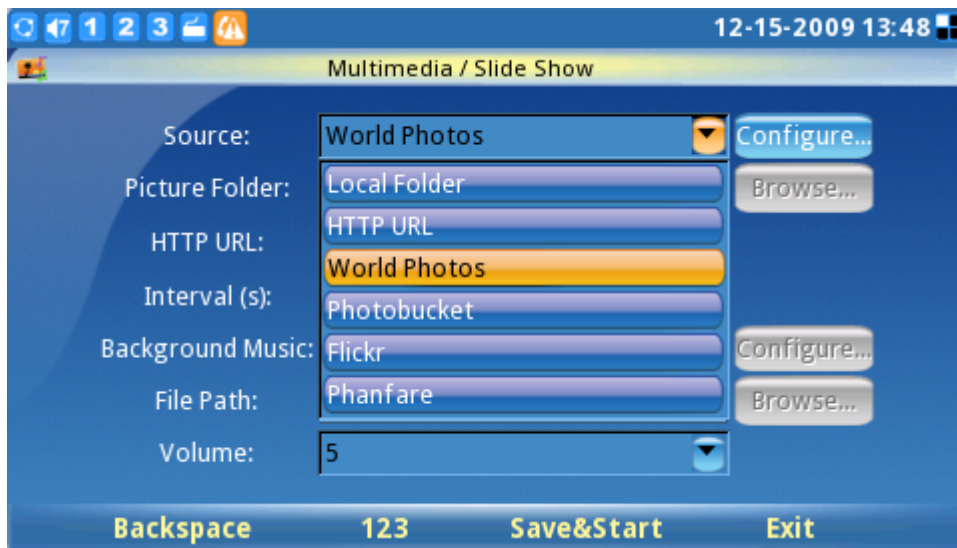 1 2 3 12-15-2009 13:48
Multimedia / Slide Show
Source: World Photos Configure...
Picture Folder: Local Folder Browse...
HTTP URL: HTTP URL
World Photos
Interval (s): Photobucket
Background Music: Flickr Configure...
File Path: Phanfare Browse...
Volume: 5
Backspace 123 Save&Start Exit